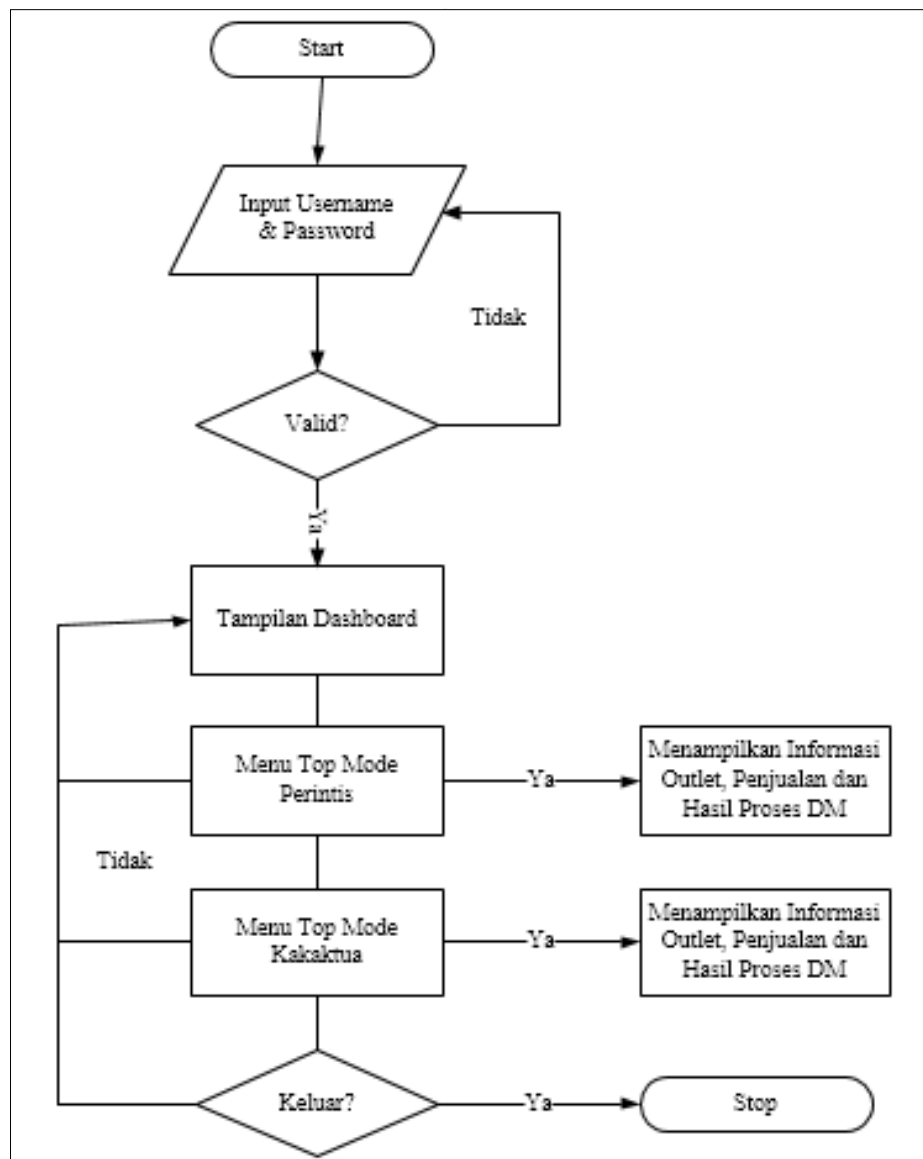 Start
Input Username
& Password
Tidak
Valid?
Ya
Tampilan Dashboard
Menu Top Mode
Perintis
Ya
Menampilkan Informasi
Outlet, Penjualan dan
Hasil Proses DM
Tidak
Menu Top Mode
Kakaktua
Ya
Menampilkan Informasi
Outlet, Penjualan dan
Hasil Proses DM
Keluar?
Ya
Stop